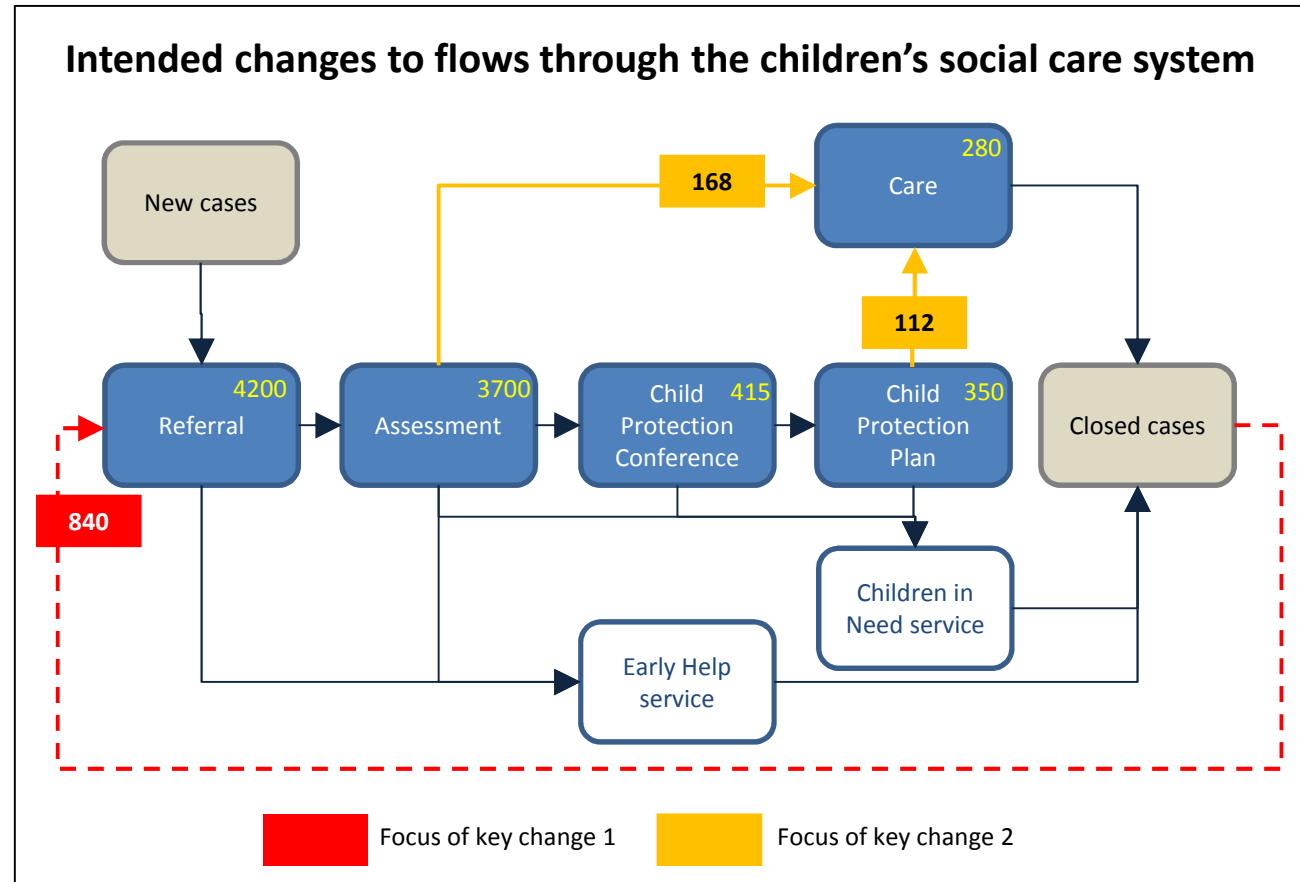 Intended changes to flows through the children’s social care system
New cases
168
280
Care
112
4200
Referral
3700
Assessment
Child 415
Protection
Conference
Child 350
Protection
Plan
Closed cases
840
Children in
Need service
Early Help
service
Focus of key change 1
Focus of key change 2